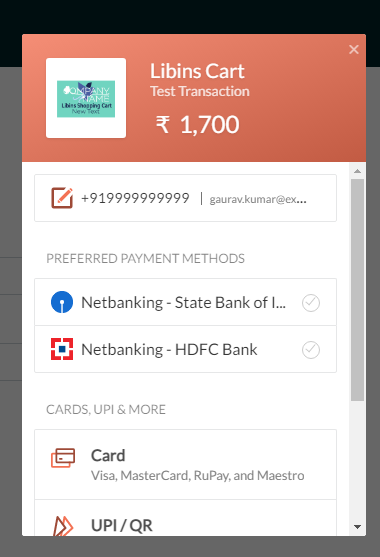 Libins Cart
Test Transaction
₹ 1,700
COMPANY
NAME
Libins Shopping Cart
New Text
+919999999999 | gaurav.kumar@ex...
PREFERRED PAYMENT METHODS
Netbanking - State Bank of I...
Netbanking - HDFC Bank
CARDS, UPI & MORE
Card
Visa, MasterCard, RuPay, and Maestro
UPI / QR